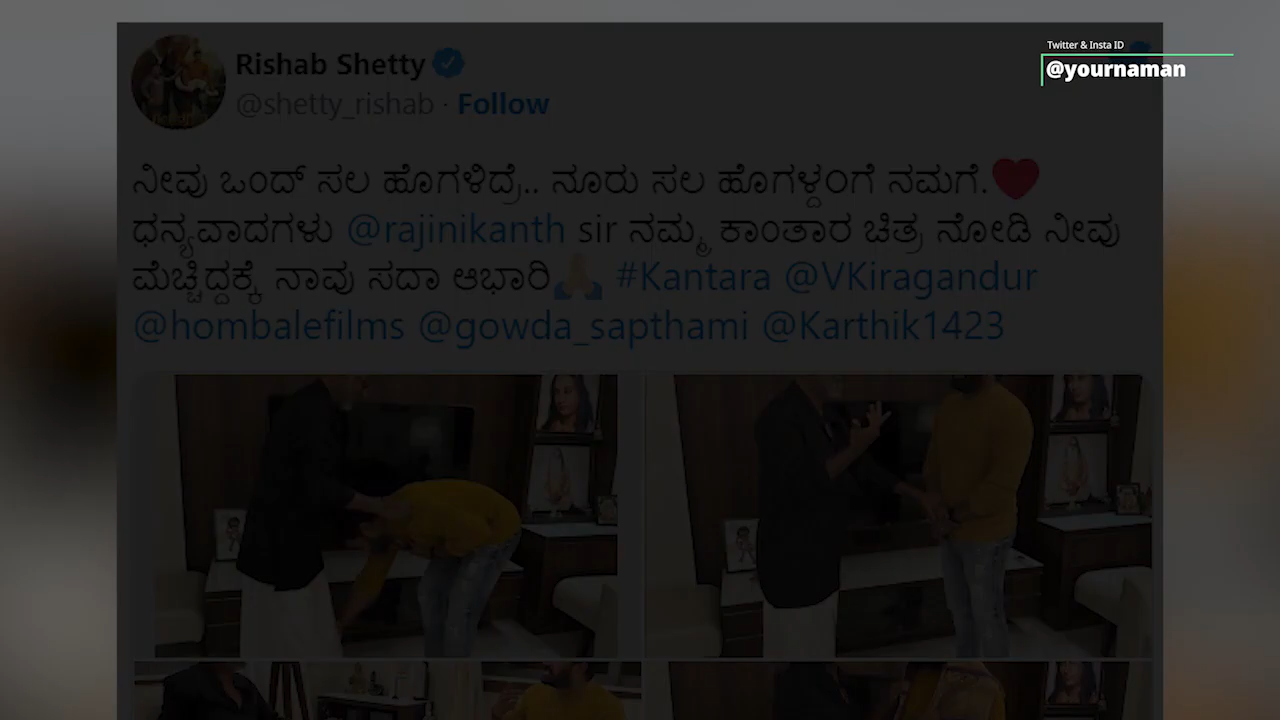 Twitter & Insta ID
@yournaman
Rishab Shetty
@shetty_rishab · Follow
ನೀವು ಒಂದ್ ಸಲ ಹೊಗಳಿದ್ರೆ.. ನೂರು ಸಲ ಹೊಗಳ್ದಂಗೆ ನಮಗೆ.❤️
ಧನ್ಯವಾದಗಳು @rajinikanth sir ನಮ್ಮ ಕಾಂತಾರ ಚಿತ್ರ ನೋಡಿ ನೀವು
ಮೆಚ್ಚಿದ್ದಕ್ಕೆ ನಾವು ಸದಾ ಆಭಾರಿ🙏🏼 #Kantara @VKiragandur
@hombalefilms @gowda_sapthami @Karthik1423